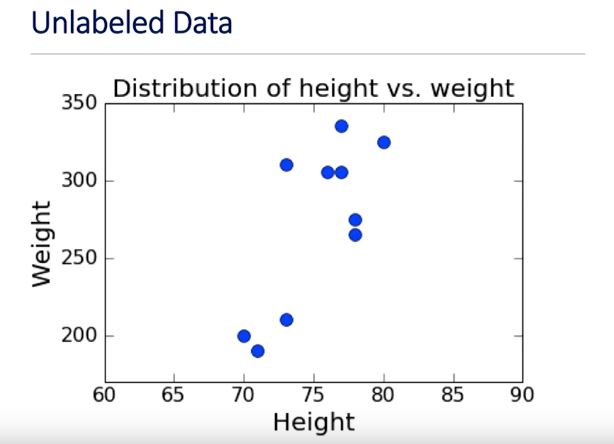 Unlabeled Data
Distribution of height vs. weight
350
300
250
200
Weight
60 65 70 75 80 85 90
Height